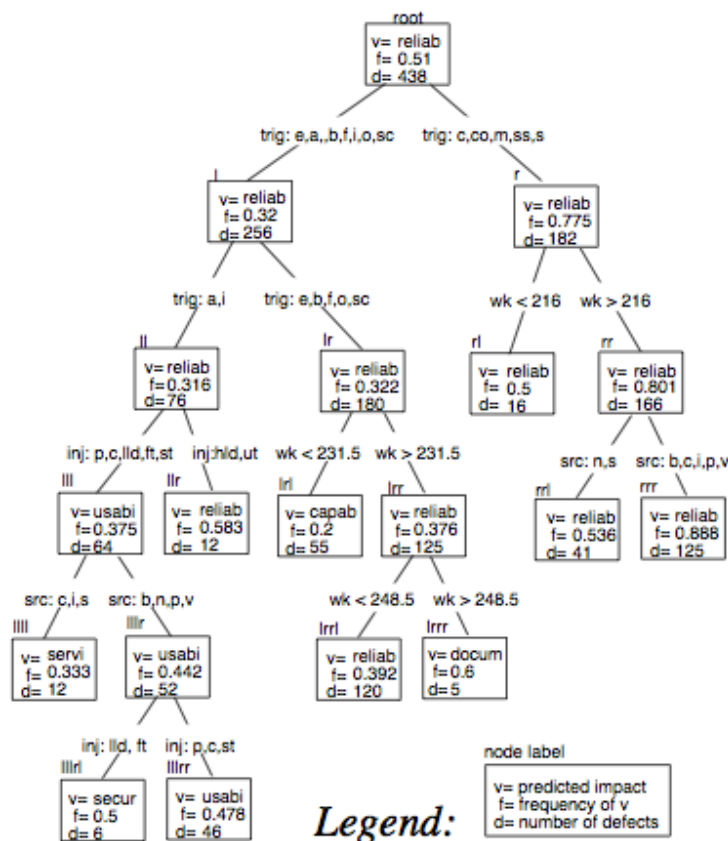 root
v= reliab
f= 0.51
d= 438
trig: e,a,,b,f,i,o,sc
trig: c,co,m,ss,s
l
v= reliab
f= 0.32
d= 256
r
v= reliab
f= 0.775
d= 182
trig: a,i
trig: e,b,f,o,sc
wk < 216
wk > 216
ll
v= reliab
f= 0.316
d= 76
lr
v= reliab
f= 0.322
d= 180
rl
v= reliab
f= 0.5
d= 16
rr
v= reliab
f= 0.801
d= 166
inj: p,c,lld,ft,st
inj:hld,ut
wk < 231.5
wk > 231.5
src: n,s
src: b,c,i,p,v
lll
v= usabi
f= 0.375
d= 64
llr
v= reliab
f= 0.583
d= 12
lrl
v= capab
f= 0.2
d= 55
lrr
v= reliab
f= 0.376
d= 125
rrl
v= reliab
f= 0.536
d= 41
rrr
v= reliab
f= 0.888
d= 125
src: c,i,s
src: b,n,p,v
wk < 248.5
wk > 248.5
llll
v= servi
f= 0.333
d= 12
lllr
v= usabi
f= 0.442
d= 52
lrrl
v= reliab
f= 0.392
d= 120
lrrr
v= docum
f= 0.6
d= 5
inj: lld, ft
inj: p,c,st
lllrl
v= secur
f= 0.5
d= 6
lllrr
v= usabi
f= 0.478
d= 46
Legend:
node label
v= predicted impact
f= frequency of v
d= number of defects